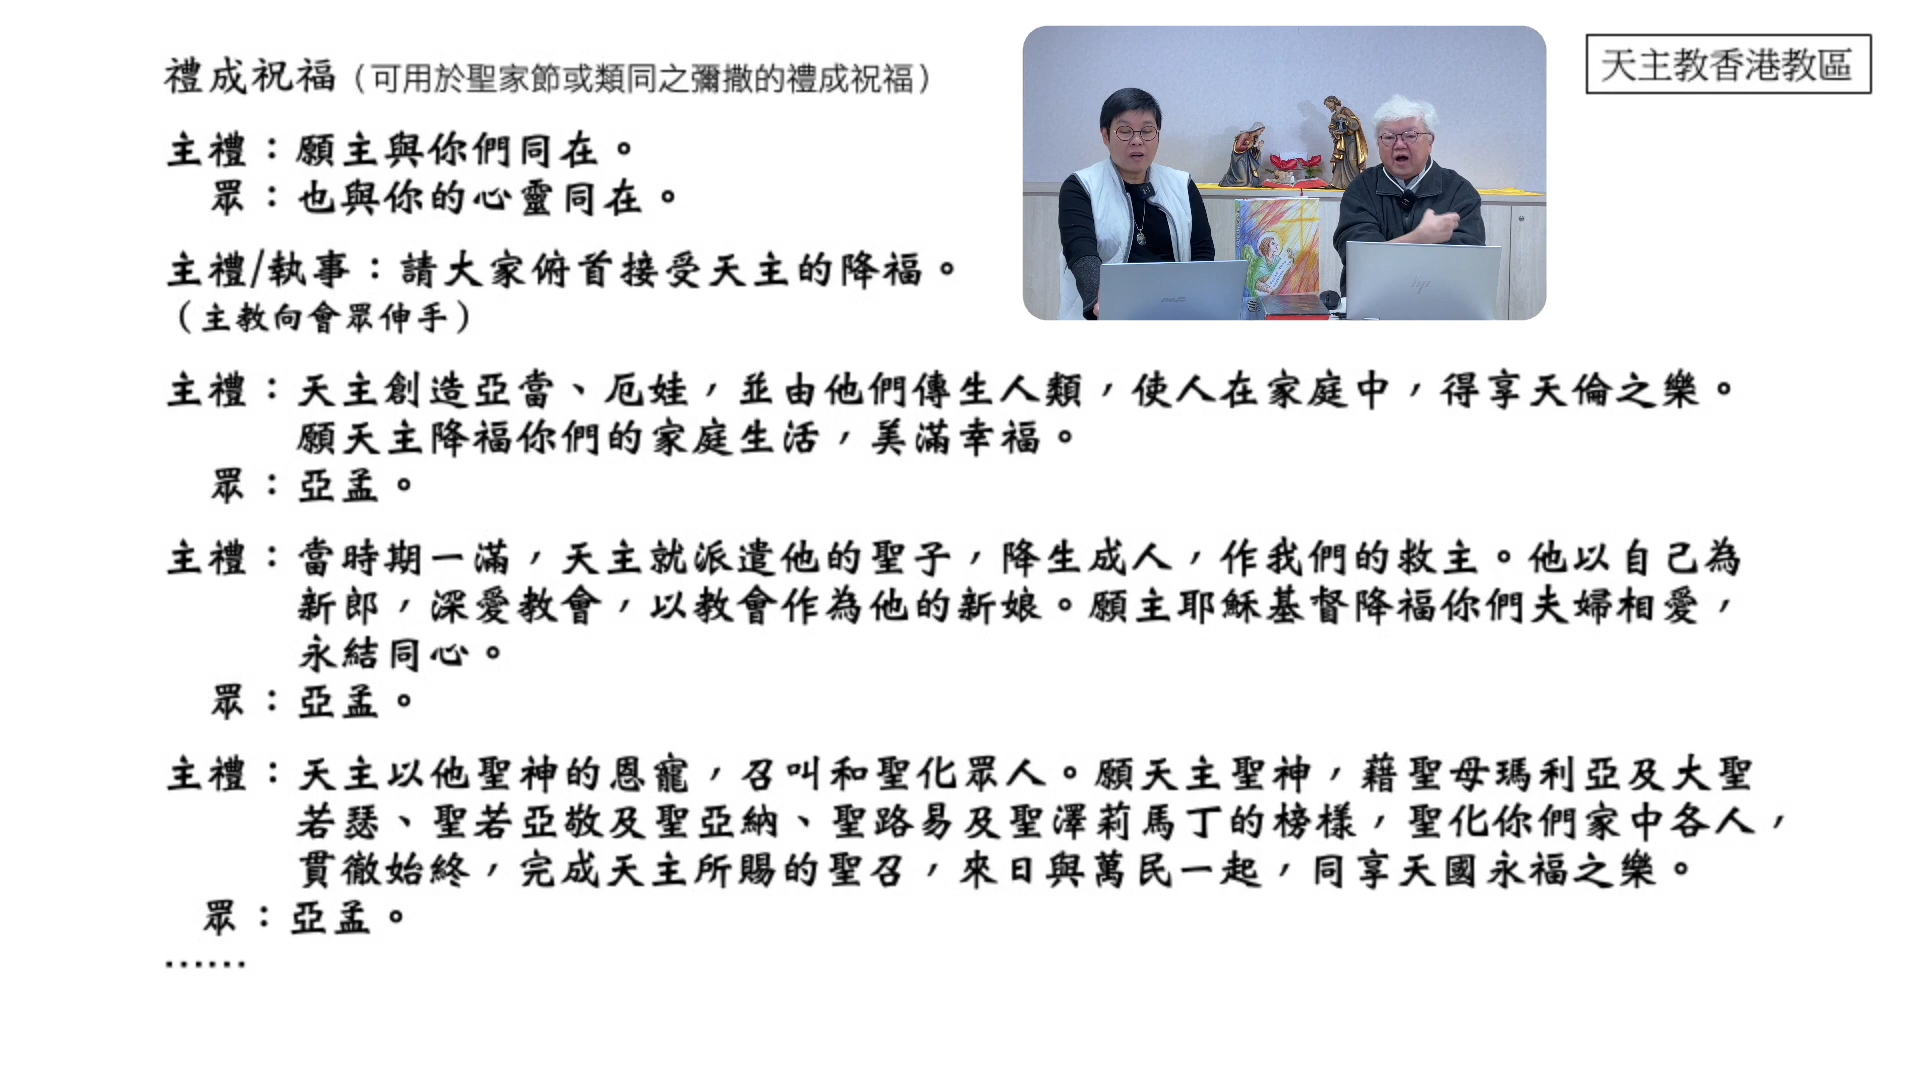 禮成祝福（可用於聖家節或類同之彌撒的禮成祝福）
天主教香港教區
主禮：願主與你們同在。
眾：也與你的心靈同在。
主禮/執事：請大家俯首接受天主的降福。
（主教向會眾伸手）
主禮：天主創造亞當、厄娃，並由他們傳生人類，使人在家庭中，得享天倫之樂。
願天主降福你們的家庭生活，美滿幸福。
眾：亞孟。
主禮：當時期一滿，天主就派遣他的聖子，降生成人，作我們的救主。他以自己為
新郎，深愛教會，以教會作為他的新娘。願主耶穌基督降福你們夫婦相愛，
永結同心。
眾：亞孟。
主禮：天主以他聖神的恩寵，召叫和聖化眾人。願天主聖神，藉聖母瑪利亞及大聖
若瑟、聖若亞敬及聖亞納、聖路易及聖澤莉馬丁的榜樣，聖化你們家中各人，
貫徹始終，完成天主所賜的聖召，來日與萬民一起，同享天國永福之樂。
眾：亞孟。
……